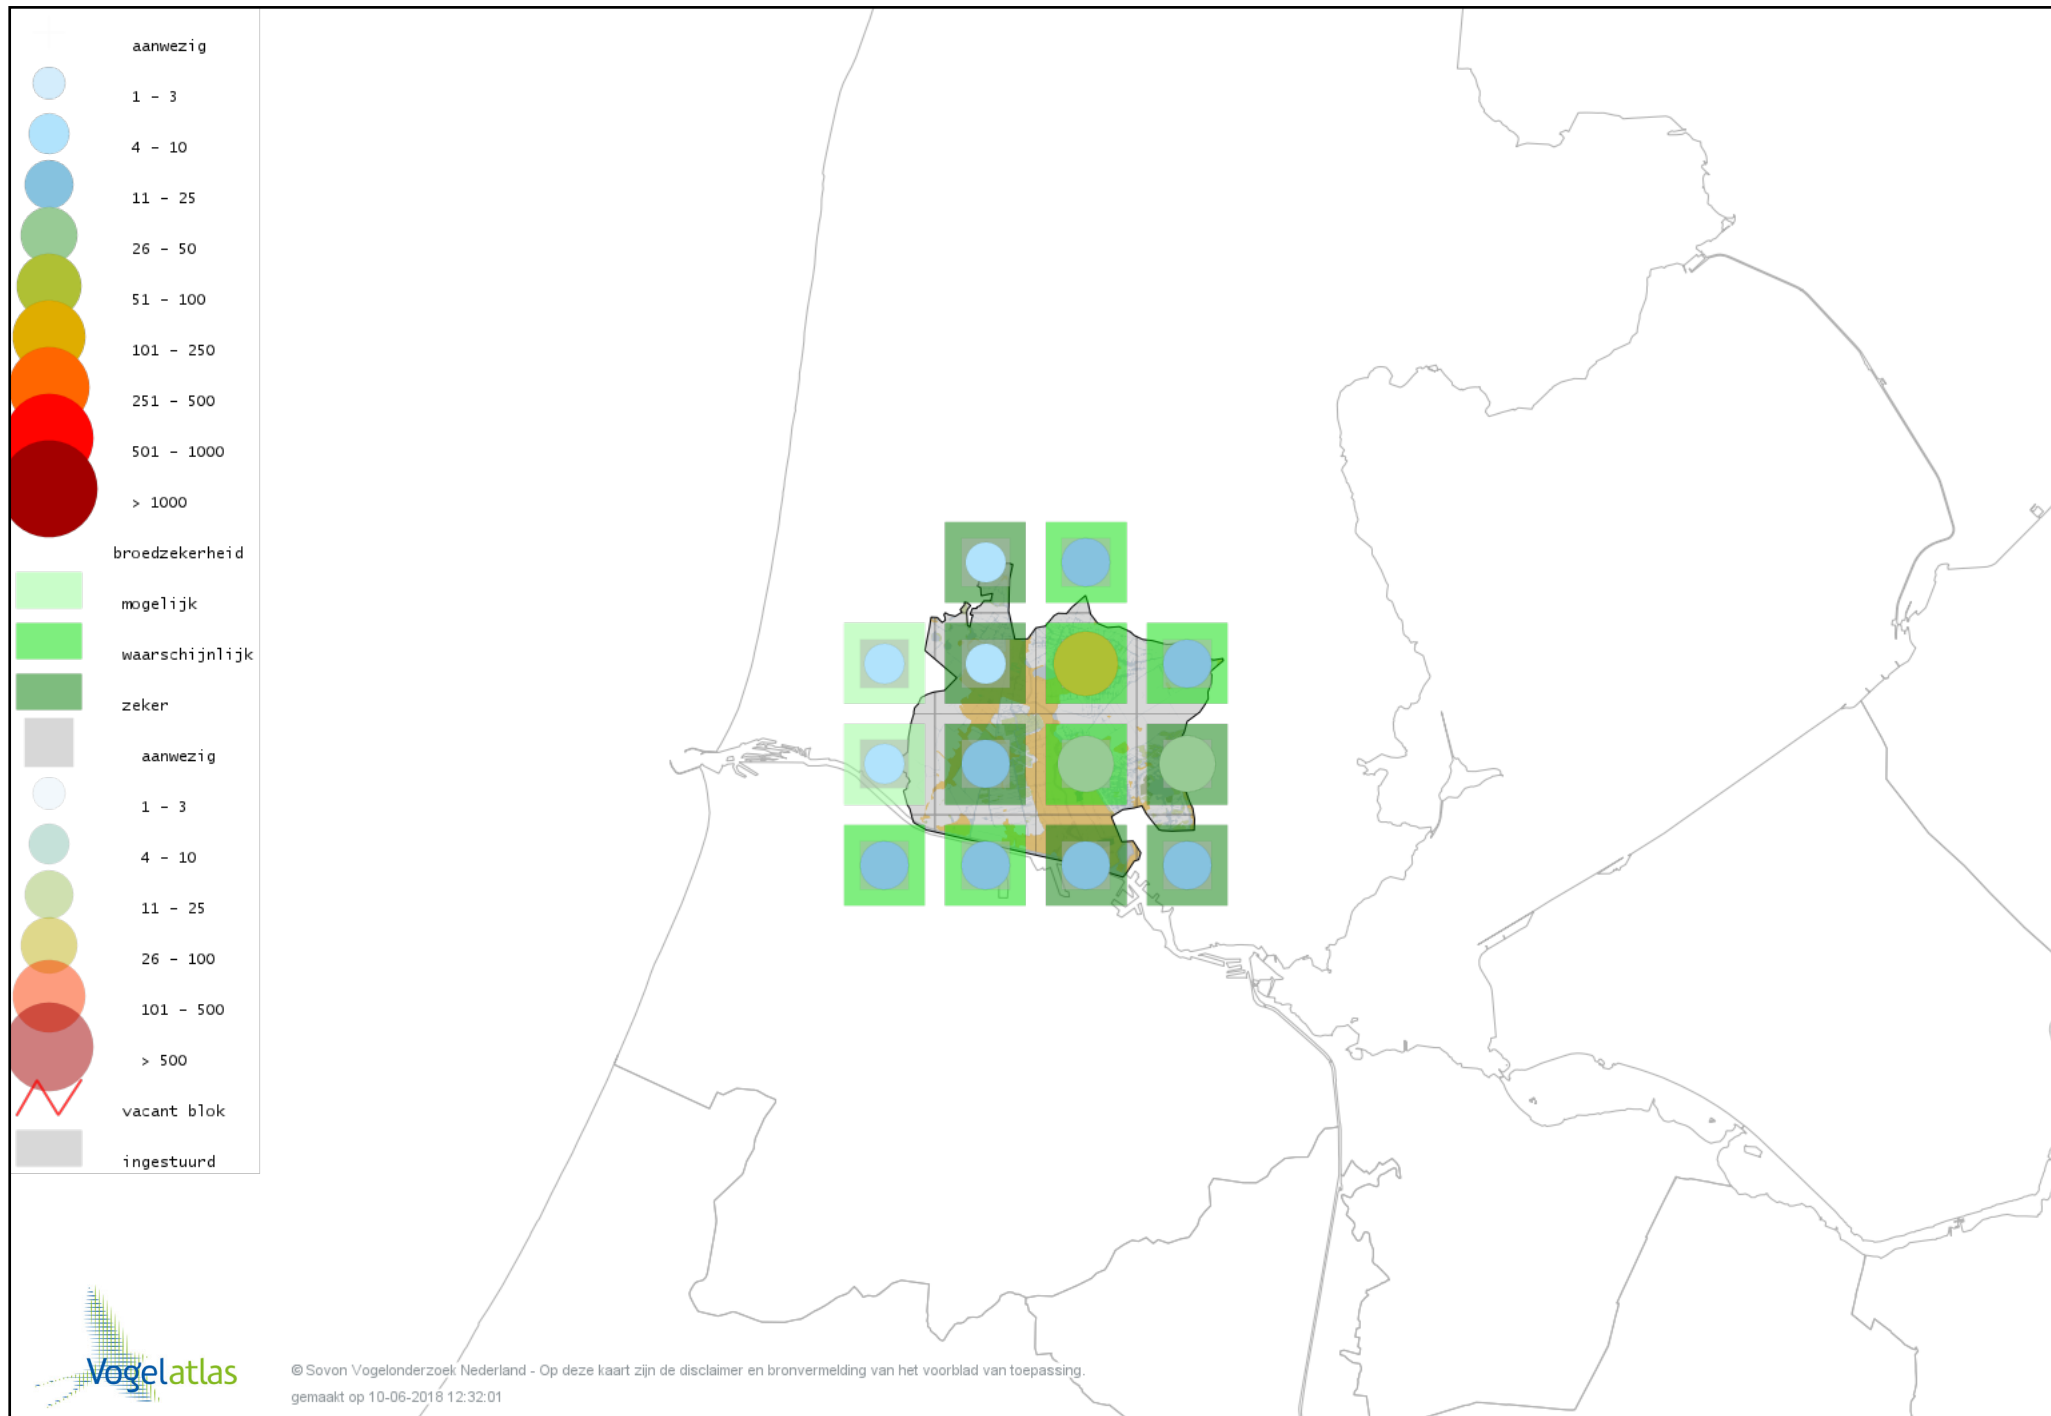 aanwezig
1 - 3
4 - 10
11 - 25
26 - 50
51 - 100
101 - 250
251 - 500
501 - 1000
> 1000
broedzekerheid
mogelijk
waarschijnlijk
zeker
aanwezig
1 - 3
4 - 10
11 - 25
26 - 100
101 - 500
> 500
vacant blok
ingestuurd
Vogelatlas
© Sovon Vogelonderzoek Nederland - Op deze kaart zijn de disclaimer en bronvermelding van het voorblad van toepassing.
gemaakt op 10-06-2018 12:32:01